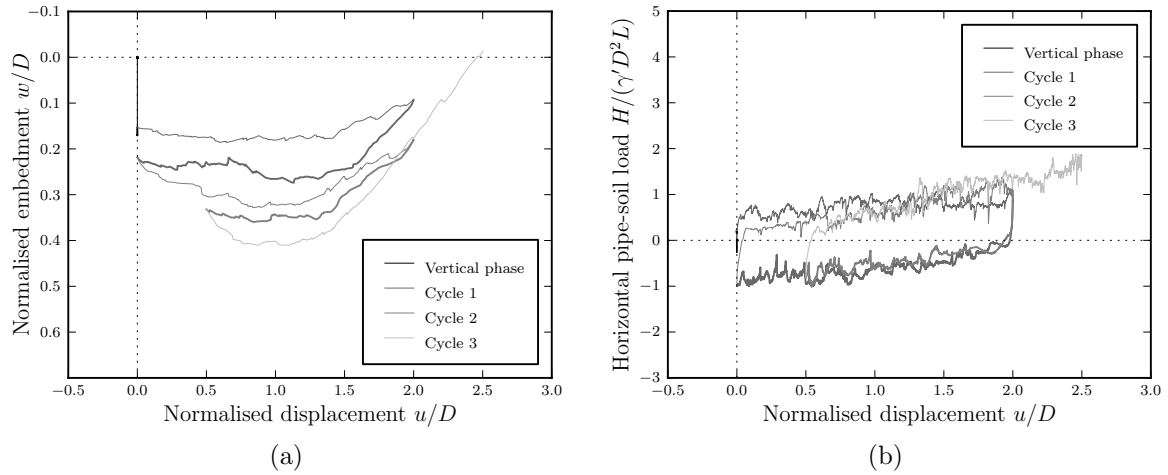 −0.1
0.0
0.1
0.2
0.3
0.4
0.5
0.6
Normalised embedment w/D
Vertical phase
Cycle 1
Cycle 2
Cycle 3
−0.5 0.0 0.5 1.0 1.5 2.0 2.5 3.0
Normalised displacement u/D
(a)
5
4
3
2
1
0
−1
−2
−3
Horizontal pipe-soil load H/(γ′D²L)
Vertical phase
Cycle 1
Cycle 2
Cycle 3
−0.5 0.0 0.5 1.0 1.5 2.0 2.5 3.0
Normalised displacement u/D
(b)